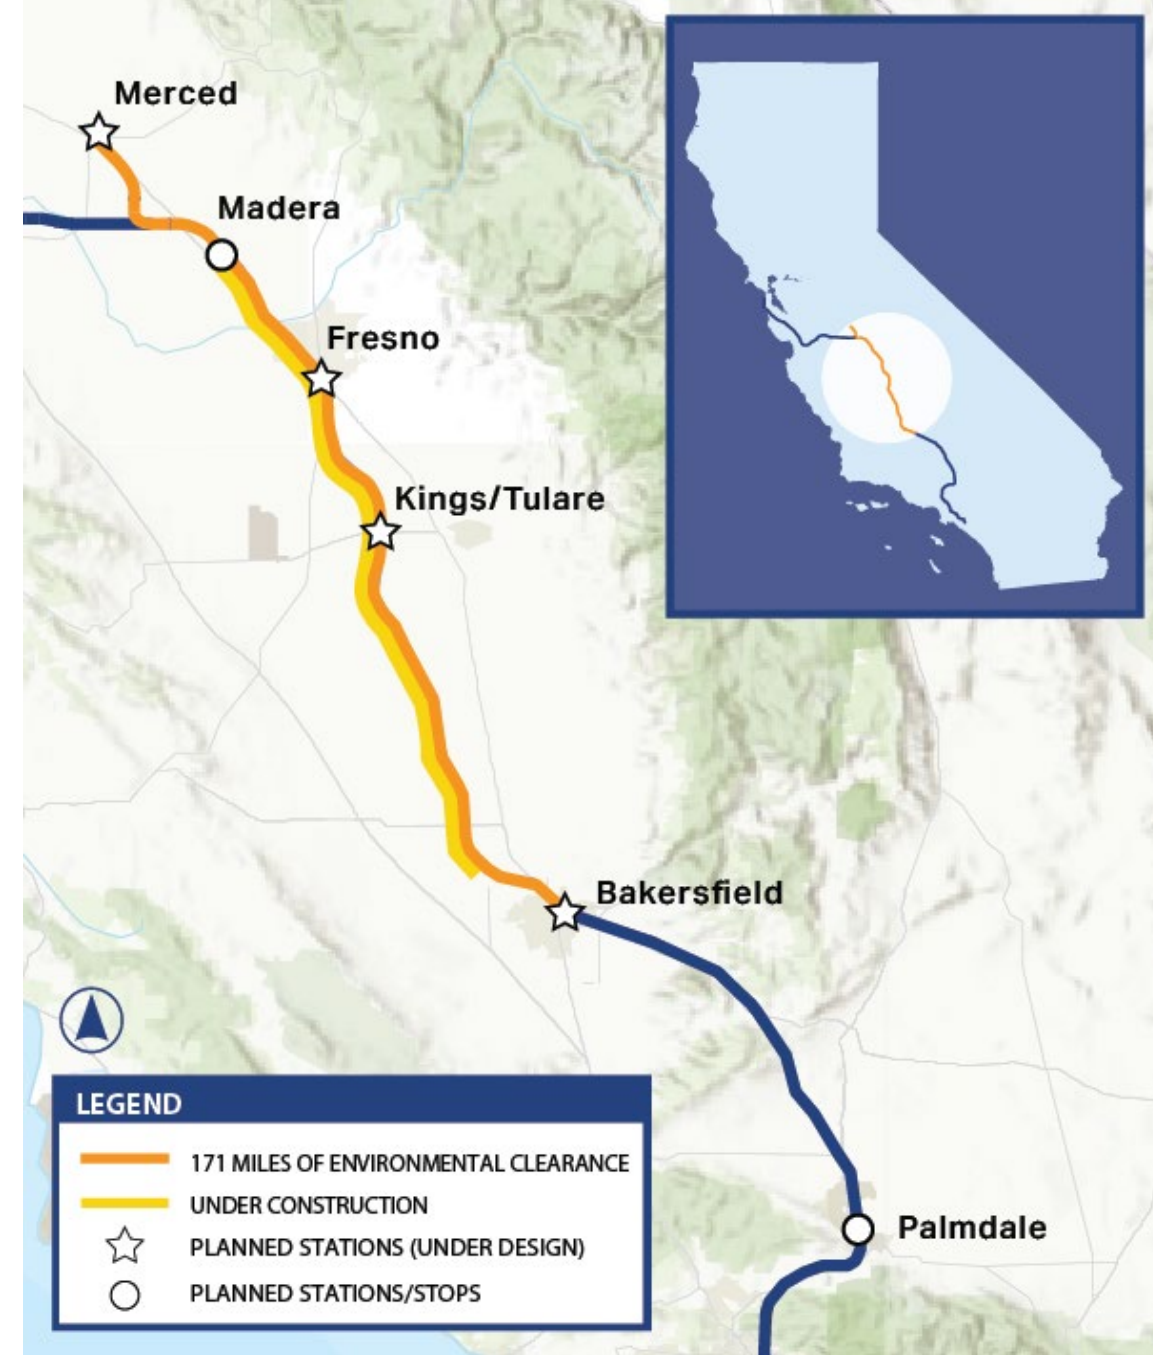 Merced
Madera
Fresno
Kings/Tulare
Bakersfield
Palmdale
LEGEND
171 MILES OF ENVIRONMENTAL CLEARANCE
UNDER CONSTRUCTION
PLANNED STATIONS (UNDER DESIGN)
PLANNED STATIONS/STOPS